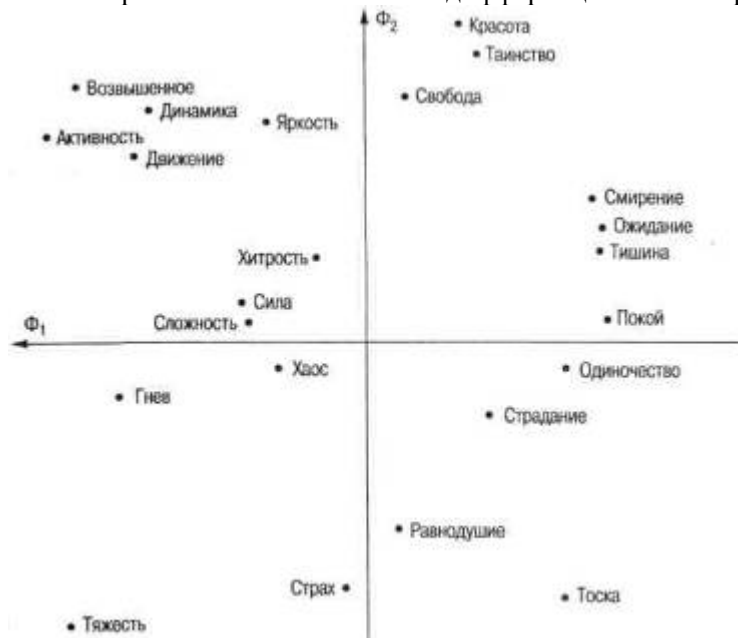 Ф2
Красота
Таинство
Возвышенное
Свобода
Динамика
Яркость
Активность
Движение
Смирение
Ожидание
Хитрость
Тишина
Сила
Сложность
Покой
Ф1
Хаос
Одиночество
Гнев
Страдание
Равнодушие
Страх
Тоска
Тяжесть